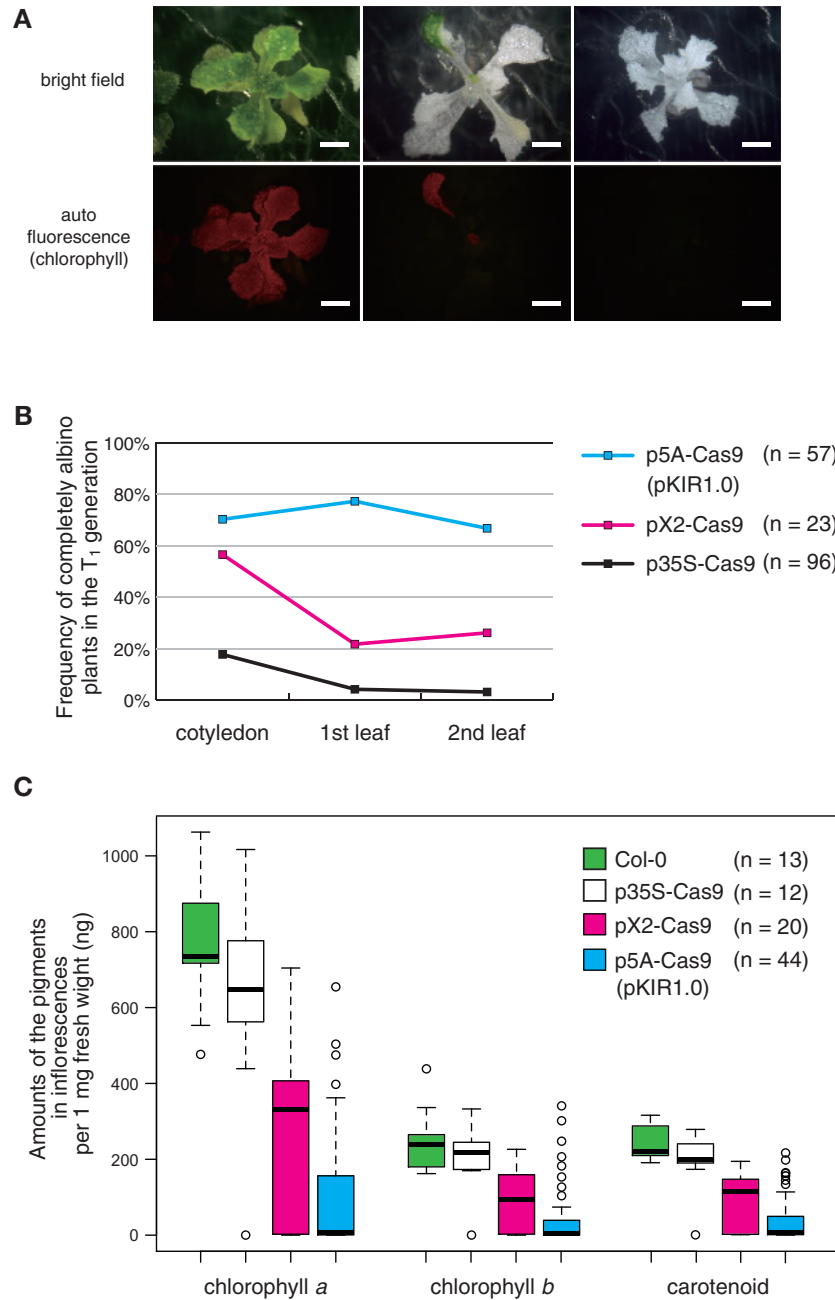 A
bright field
auto
fluorescence
(chlorophyll)
B
Frequency of completely albino
plants in the T1 generation
100%
80%
60%
40%
20%
0%
cotyledon 1st leaf 2nd leaf
p5A-Cas9 (n = 57)
(pKIR1.0)
pX2-Cas9 (n = 23)
p35S-Cas9 (n = 96)
C
Amounts of the pigments
in inflorescences
per 1 mg fresh wight (ng)
1000
800
600
400
200
0
Col-0 (n = 13)
p35S-Cas9 (n = 12)
pX2-Cas9 (n = 20)
p5A-Cas9 (n = 44)
(pKIR1.0)
chlorophyll a chlorophyll b carotenoid